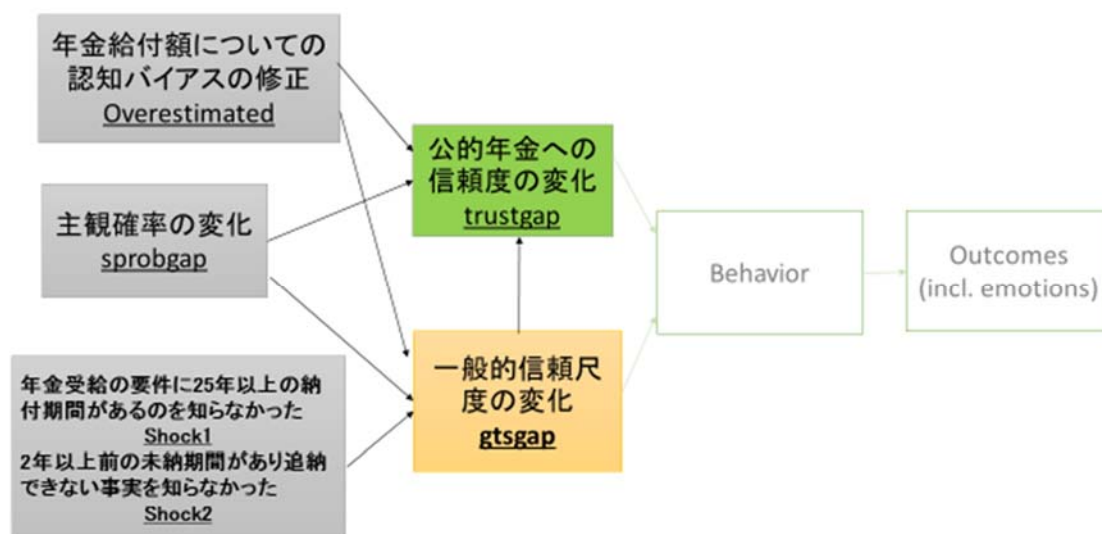 年金給付額についての
認知バイアスの修正
Overestimated
主観確率の変化
sprobgap
年金受給の要件に25年以上の納
付期間があるのを知らなかった
Shock1
2年以上前の未納期間があり追納
できない事実を知らなかった
Shock2
公的年金への
信頼度の変化
trustgap
一般的信頼尺
度の変化
gtsgap
Behavior
Outcomes
(incl. emotions)